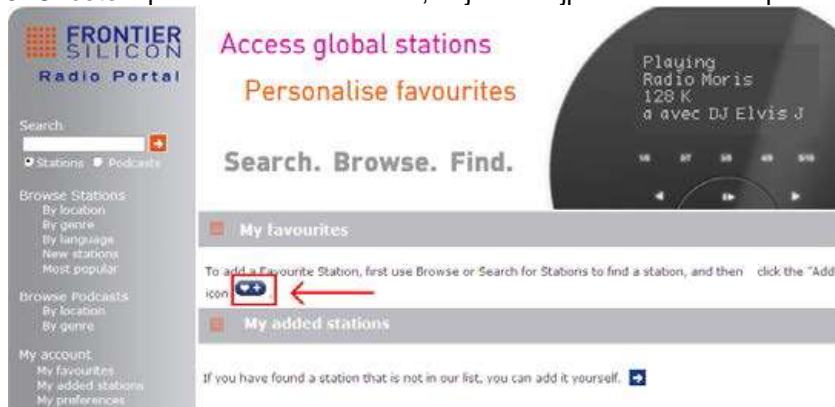 FRONTIER
SILICON
Radio Portal
Search
Stations Podcasts
Browse Stations
By location
By genre
By language
New stations
Most popular
Browse Podcasts
By location
By genre
My account
My favourites
My added stations
My preferences
Access global stations
Personalise favourites
Search. Browse. Find.
Playing
Radio Moris
128 K
a avec DJ Elvis J
My favourites
To add a Favourite Station, first use Browse or Search for Stations to find a station, and then click the "Add
icon
My added stations
If you have found a station that is not in our list, you can add it yourself.